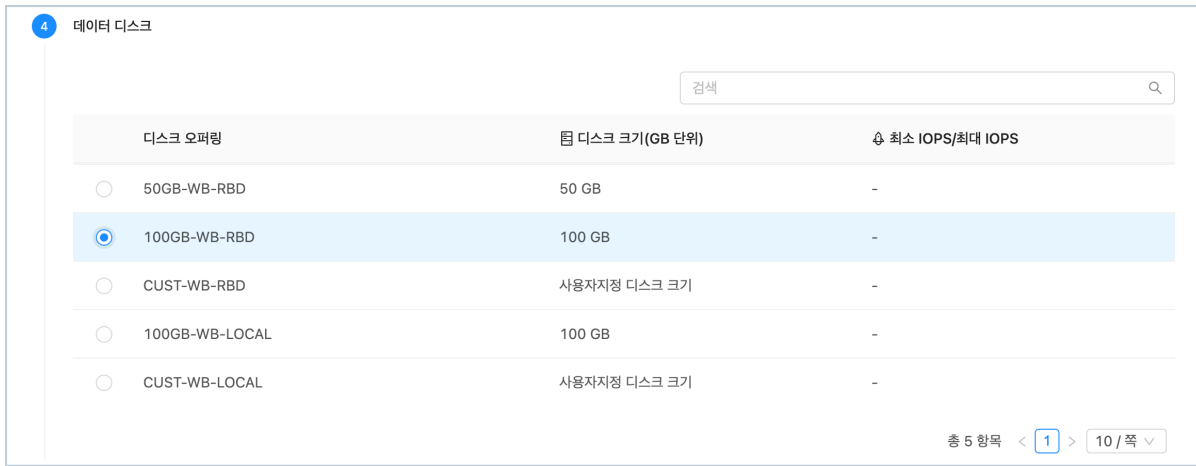 4 데이터 디스크
검색
디스크 오퍼링 디스크 크기(GB 단위) 최소 IOPS/최대 IOPS
50GB-WB-RBD 50 GB -
100GB-WB-RBD 100 GB -
CUST-WB-RBD 사용자지정 디스크 크기 -
100GB-WB-LOCAL 100 GB -
CUST-WB-LOCAL 사용자지정 디스크 크기 -
총 5 항목 < 1 > 10 / 쪽